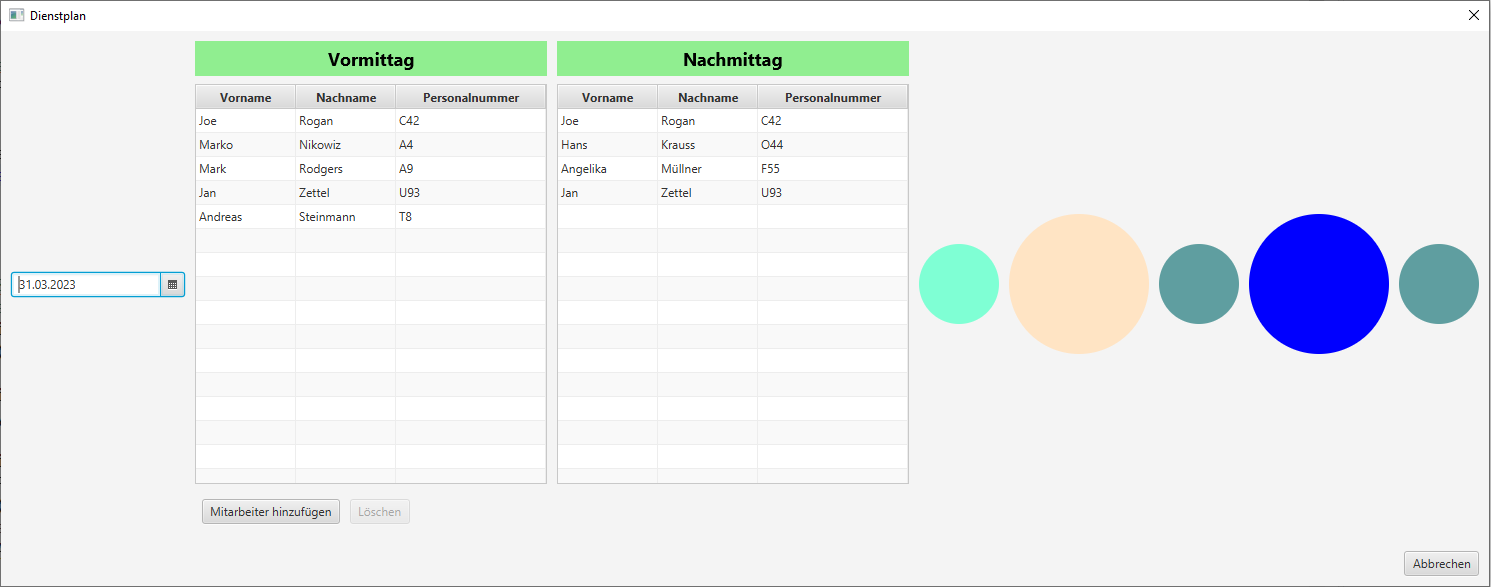 Dienstplan
Vormittag
Vorname Nachname Personalnummer
Joe Rogan C42
Marko Nikowiz A4
Mark Rodgers A9
Jan Zettel U93
Andreas Steinmann T8
Nachmittag
Vorname Nachname Personalnummer
Joe Rogan C42
Hans Krauss O44
Angelika Müllner F55
Jan Zettel U93
31.03.2023
Mitarbeiter hinzufügen Löschen
Abbrechen